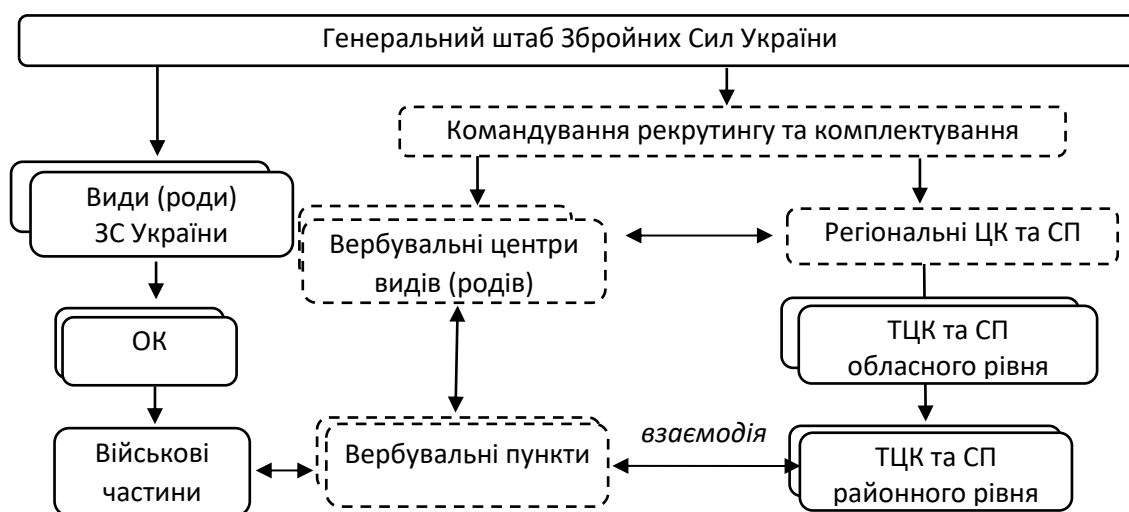 Генеральний штаб Збройних Сил України
Командування рекрутингу та комплектування
Види (роди)
ЗС України
Вербувальні центри
видів (родів)
Регіональні ЦК та СП
ОК
ТЦК та СП
обласного рівня
Військові
частини
Вербувальні пункти
взаємодія
ТЦК та СП
районного рівня